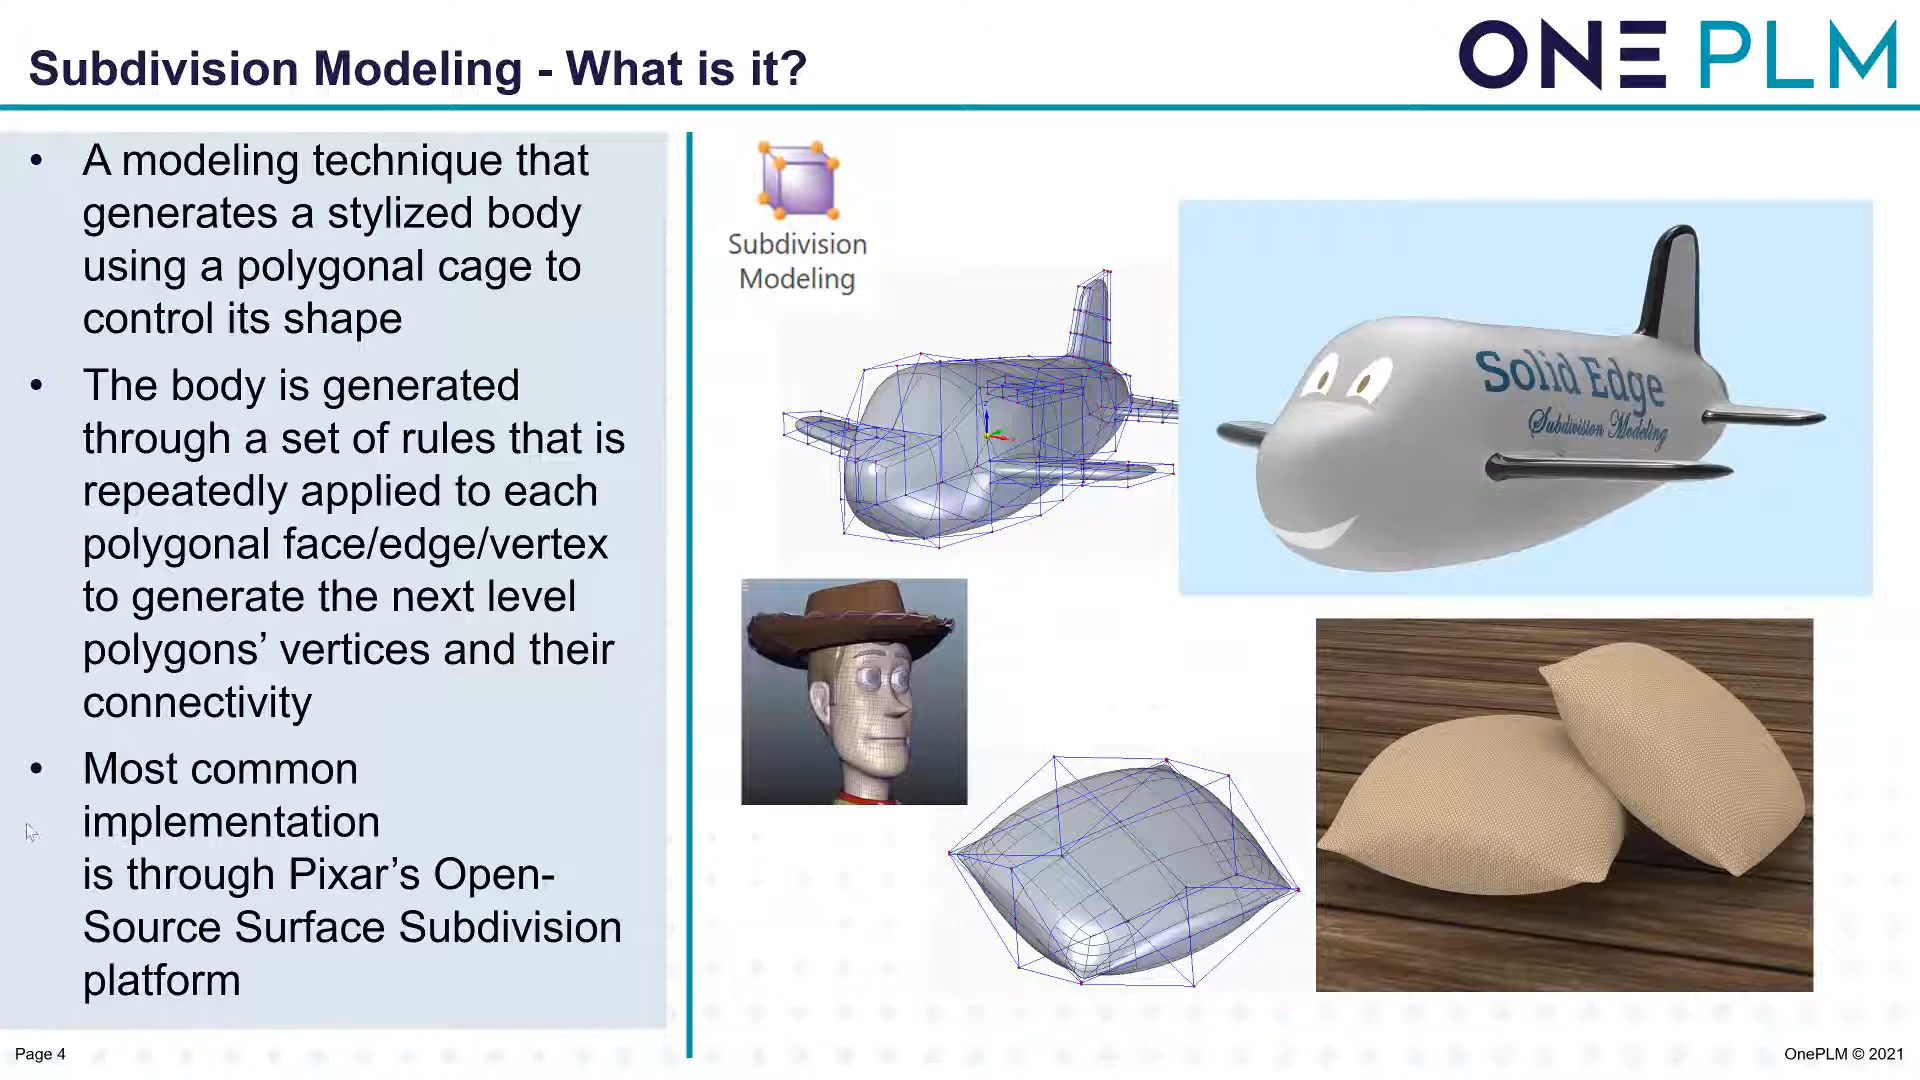 Subdivision Modeling - What is it?
ONE PLM
• A modeling technique that
generates a stylized body
using a polygonal cage to
control its shape
• The body is generated
through a set of rules that is
repeatedly applied to each
polygonal face/edge/vertex
to generate the next level
polygons’ vertices and their
connectivity
• Most common
implementation
is through Pixar’s Open-
Source Surface Subdivision
platform
Subdivision
Modeling
Solid Edge
Subdivision Modeling
Page 4
OnePLM © 2021